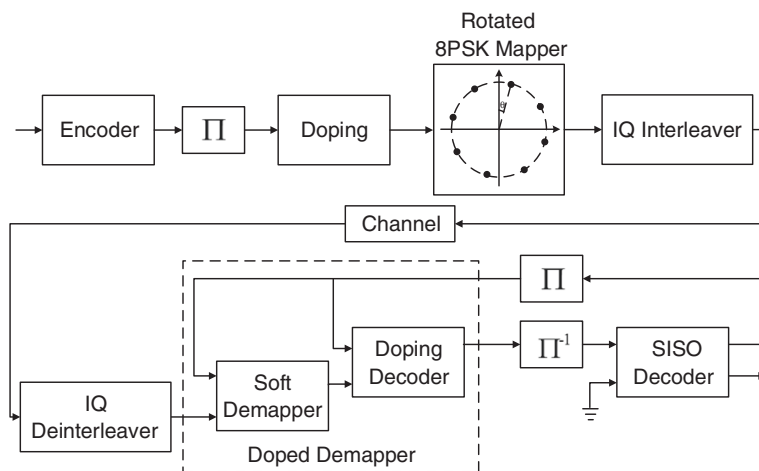 Rotated
8PSK Mapper
Encoder
Π
Doping
θ
IQ Interleaver
Channel
Π
Doping
Decoder
Π-1
SISO
Decoder
Soft
Demapper
IQ
Deinterleaver
Doped Demapper